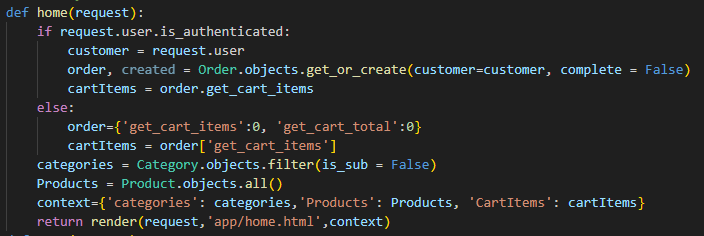 def home(request):
    if request.user.is_authenticated:
        customer = request.user
        order, created = Order.objects.get_or_create(customer=customer, complete = False)
        cartItems = order.get_cart_items
    else:
        order={'get_cart_items':0, 'get_cart_total':0}
        cartItems = order['get_cart_items']
    categories = Category.objects.filter(is_sub = False)
    Products = Product.objects.all()
    context={'categories': categories,'Products': Products, 'CartItems': cartItems}
    return render(request,'app/home.html',context)